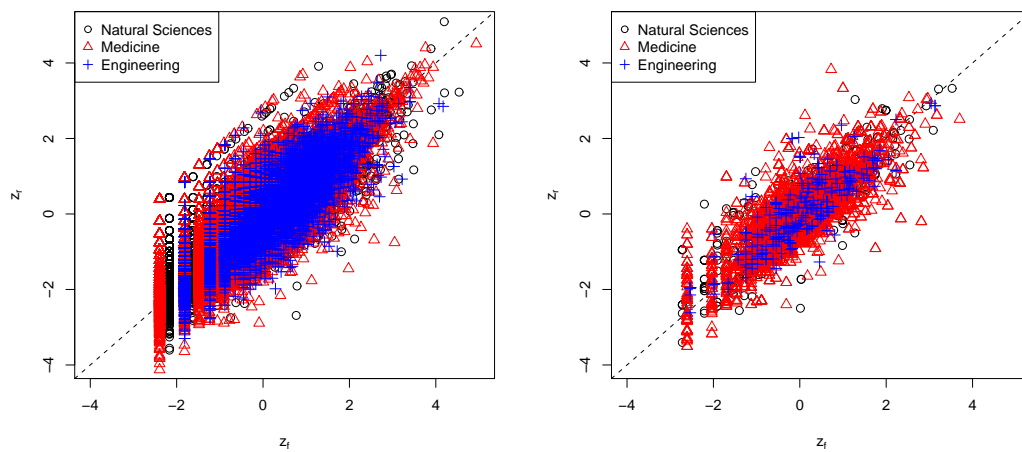 Natural Sciences
Medicine
Engineering
4
2
0
−2
−4
z_r
−4 −2 0 2 4
z_f
Natural Sciences
Medicine
Engineering
4
2
0
−2
−4
z_r
−4 −2 0 2 4
z_f